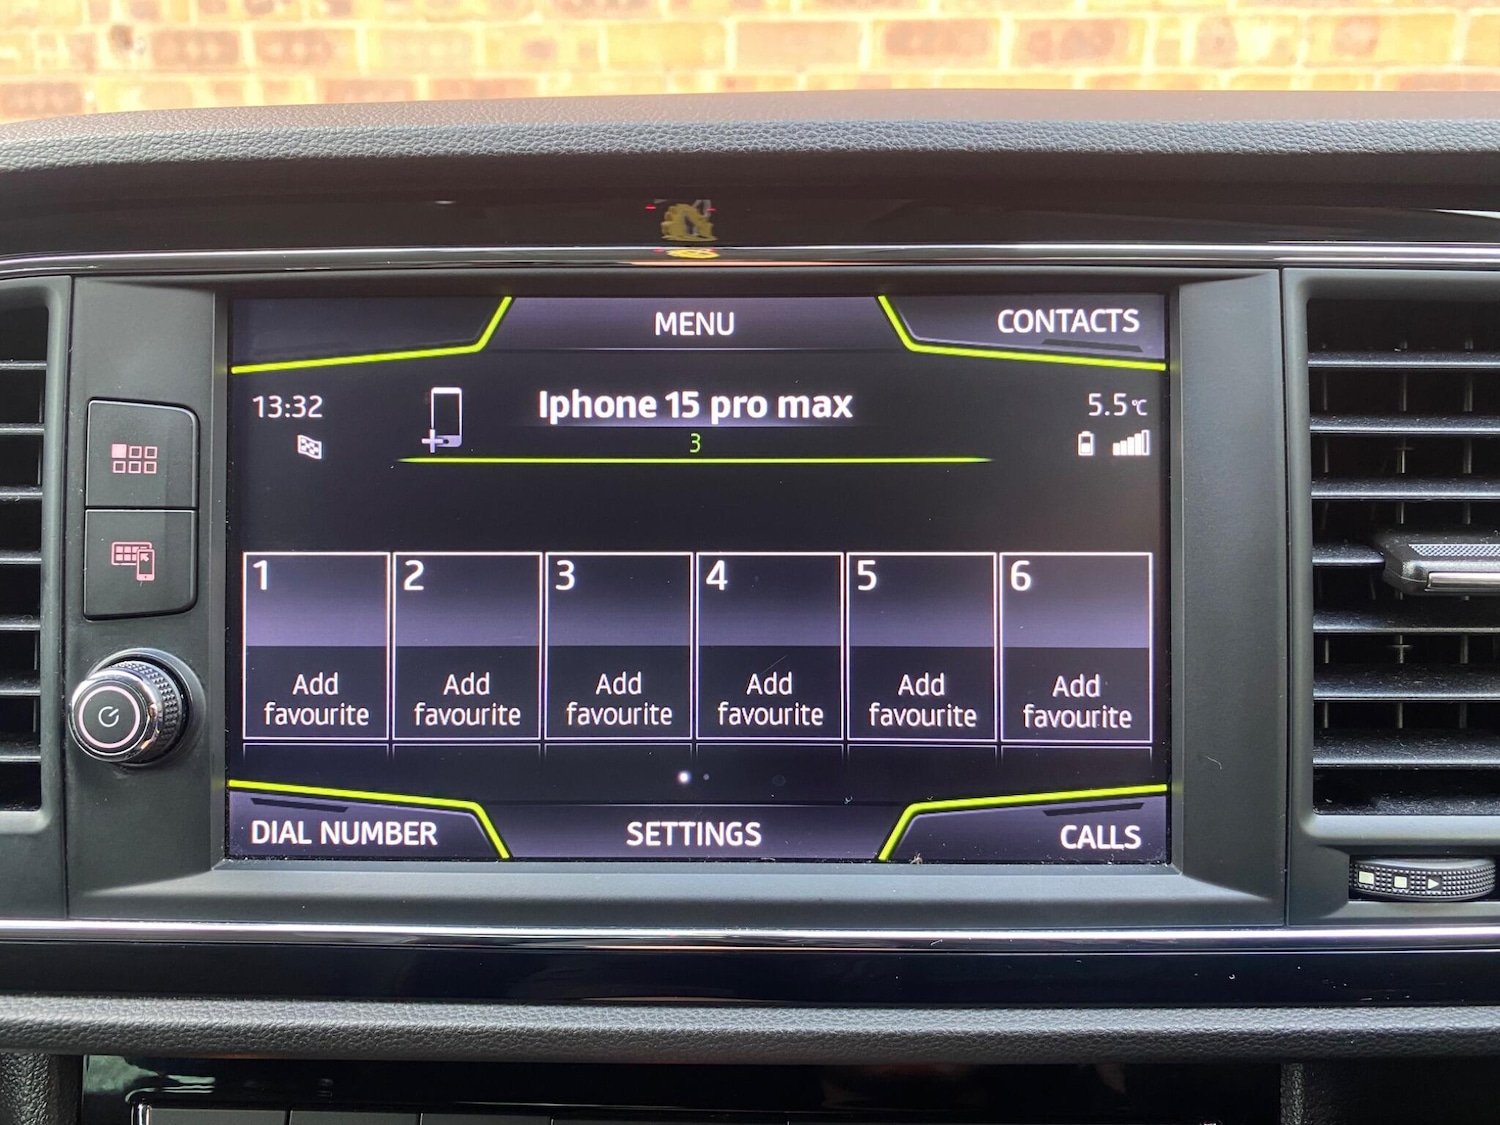 MENU
CONTACTS
13:32
Iphone 15 pro max
5.5°C
3
1
2
3
4
5
6
Add
favourite
Add
favourite
Add
favourite
Add
favourite
Add
favourite
Add
favourite
DIAL NUMBER
SETTINGS
CALLS